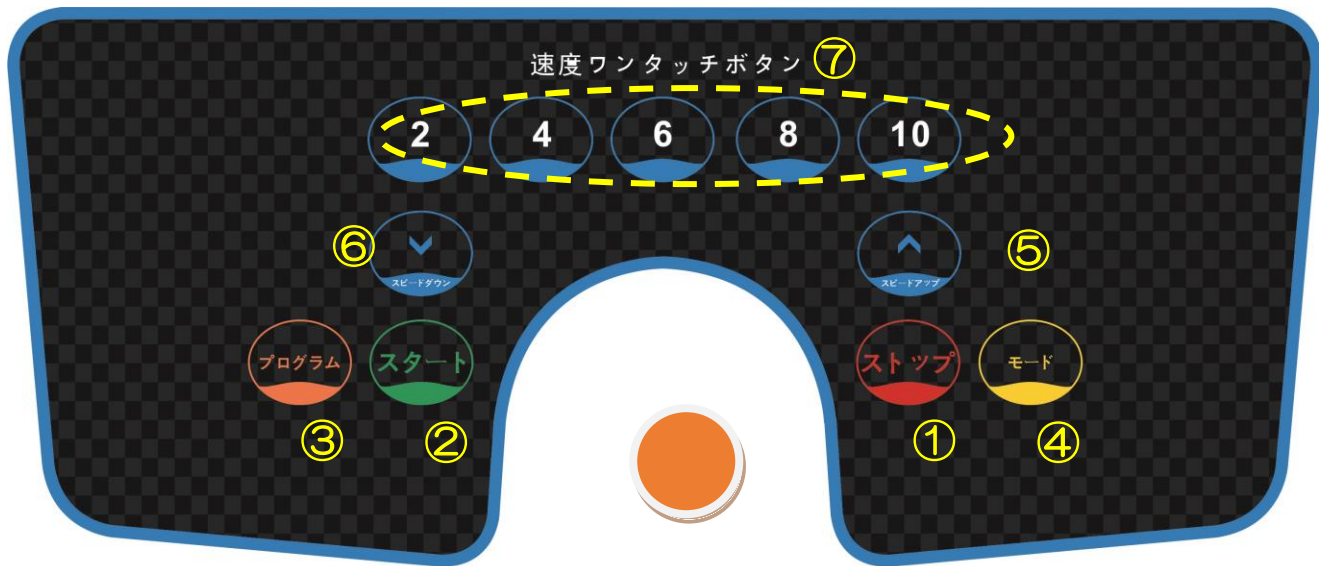 速度ワンタッチボタン ⑦
2 4 6 8 10
⑥ スピードダウン スピードアップ ⑤
プログラム スタート ストップ モード
③ ② ① ④